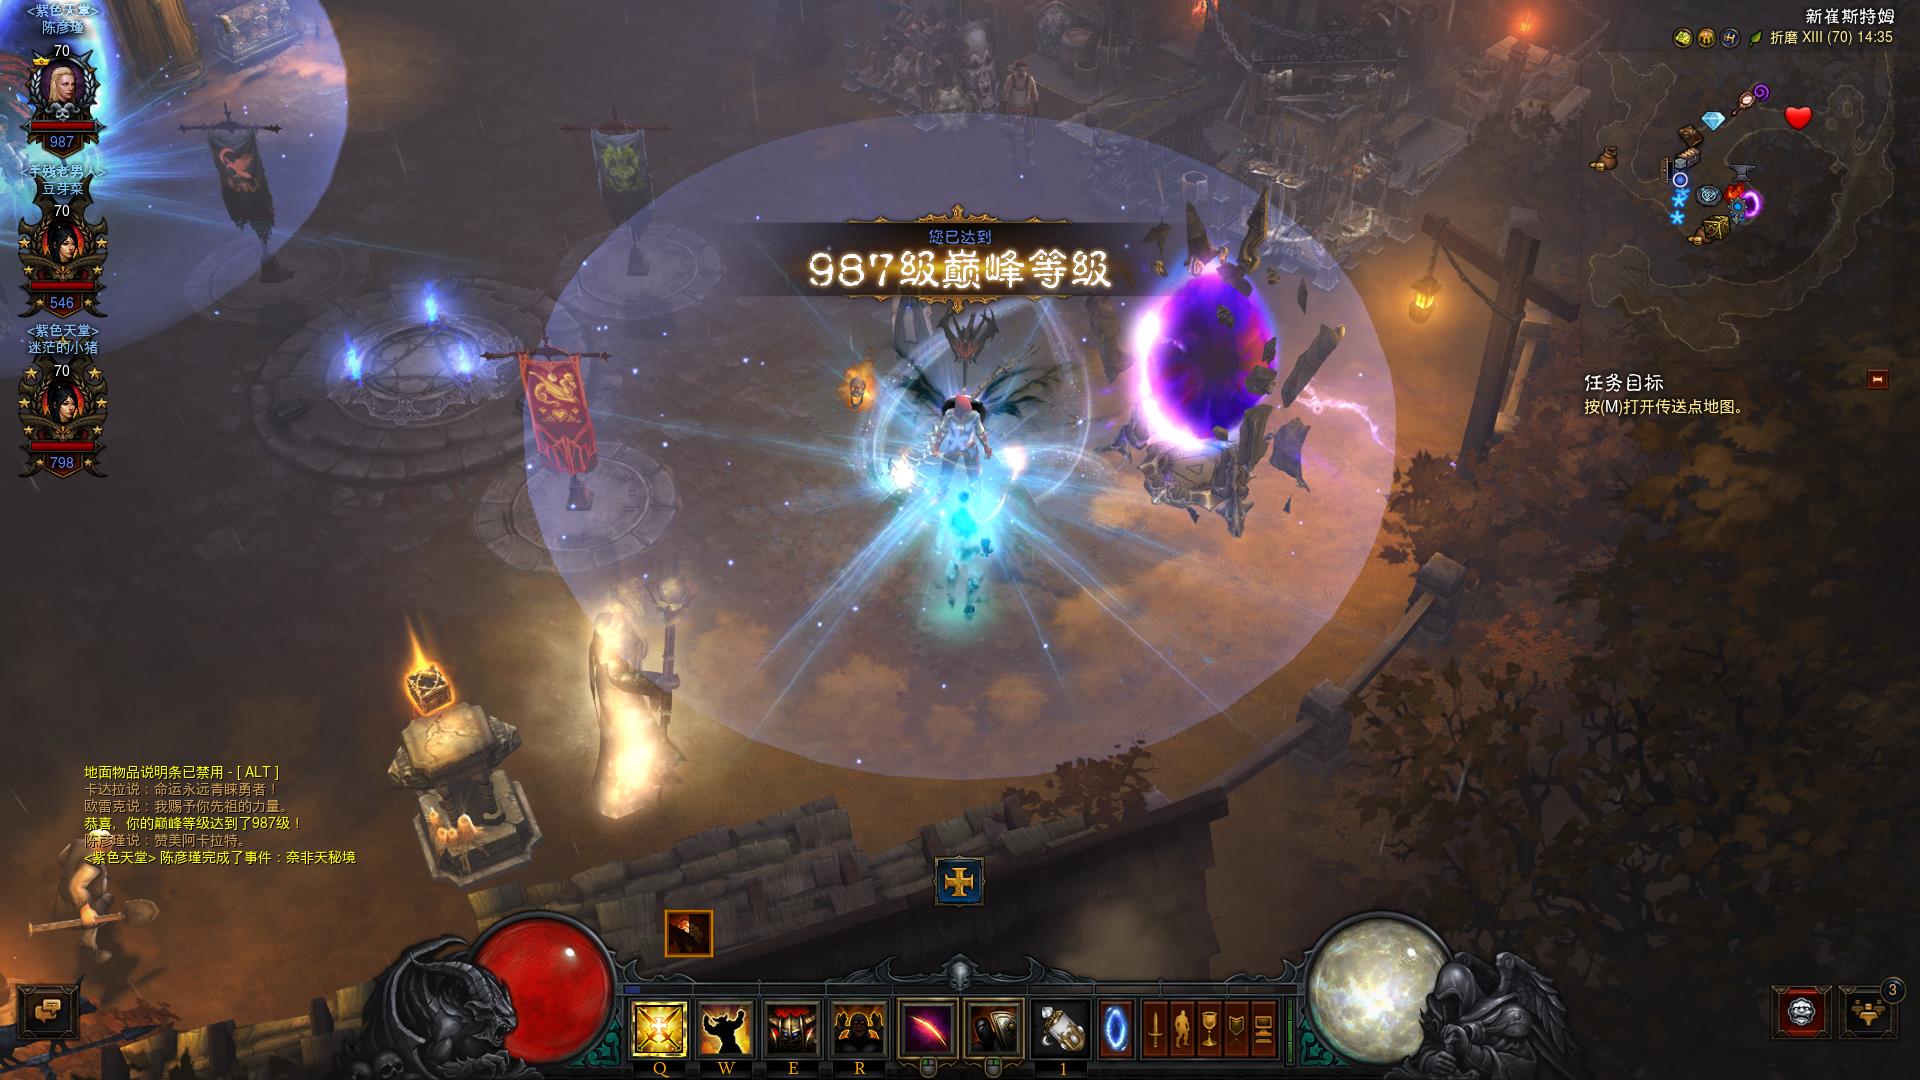 <紫色天堂>
陈彦瑾
70
987
<手残老男人>
豆芽菜
70
546
<紫色天堂>
迷茫的小猪
70
798
您已达到
987级巅峰等级
新崔斯特姆
折磨 XIII (70) 14:35
任务目标
按(M)打开传送点地图。
地面物品说明条已禁用 - [ ALT ]
卡达拉说：命运永远青睐勇者！
欧雷克说：我赐予你先祖的力量。
恭喜，你的巅峰等级达到了987级！
陈彦瑾说：赞美阿卡拉特。
<紫色天堂> 陈彦瑾完成了事件：奈非天秘境
Q
W
E
R
1
3